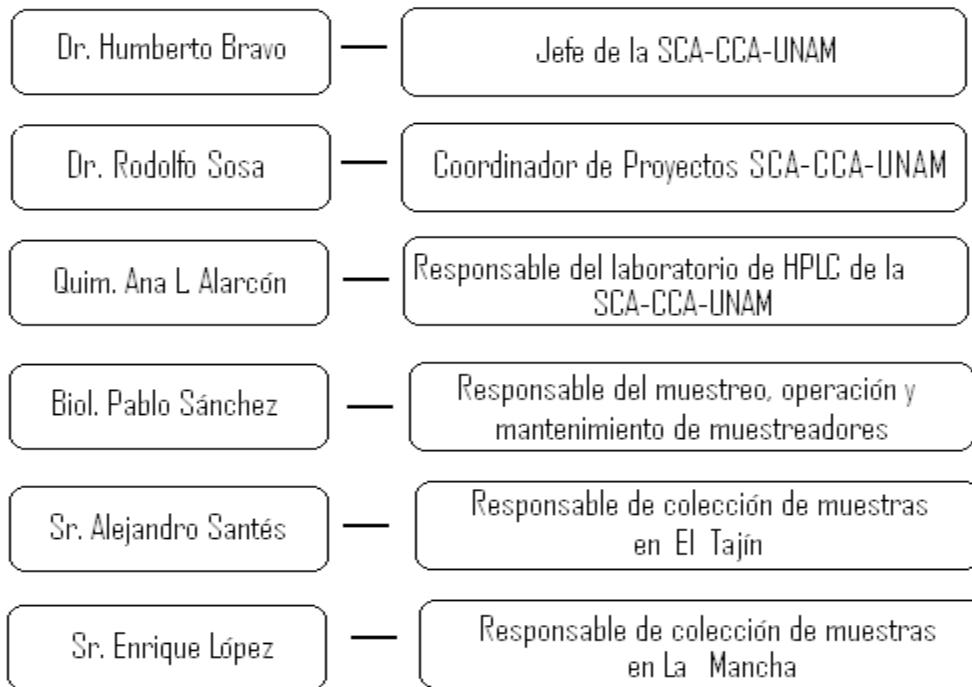 Dr. Humberto Bravo
Jefe de la SCA-CCA-UNAM
Dr. Rodolfo Sosa
Coordinador de Proyectos SCA-CCA-UNAM
Quim. Ana L. Alarcón
Responsable del laboratorio de HPLC de la
SCA-CCA-UNAM
Biol. Pablo Sánchez
Responsable del muestreo, operación y
mantenimiento de muestreadores
Sr. Alejandro Santés
Responsable de colección de muestras
en El Tajín
Sr. Enrique López
Responsable de colección de muestras
en La Mancha